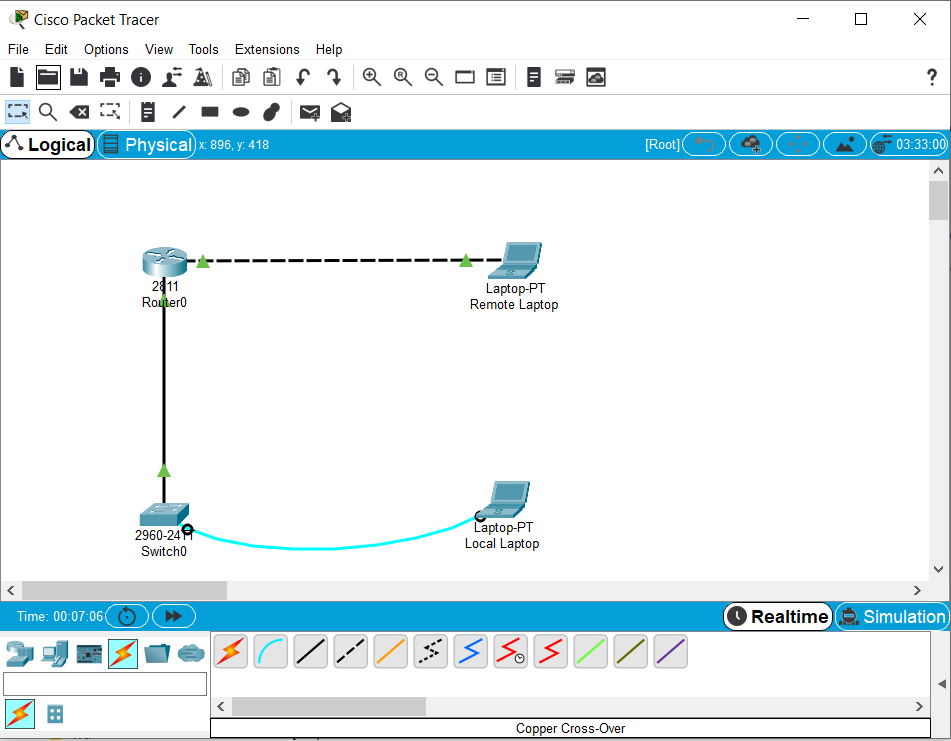 Cisco Packet Tracer
File Edit Options View Tools Extensions Help
R
?
Logical Physical x: 896, y: 418 [Root] 03:33:00
2811
Router0
Laptop-PT
Remote Laptop
Switch0
Laptop-PT
Local Laptop
Time: 00:07:06 Realtime Simulation
Copper Cross-Over